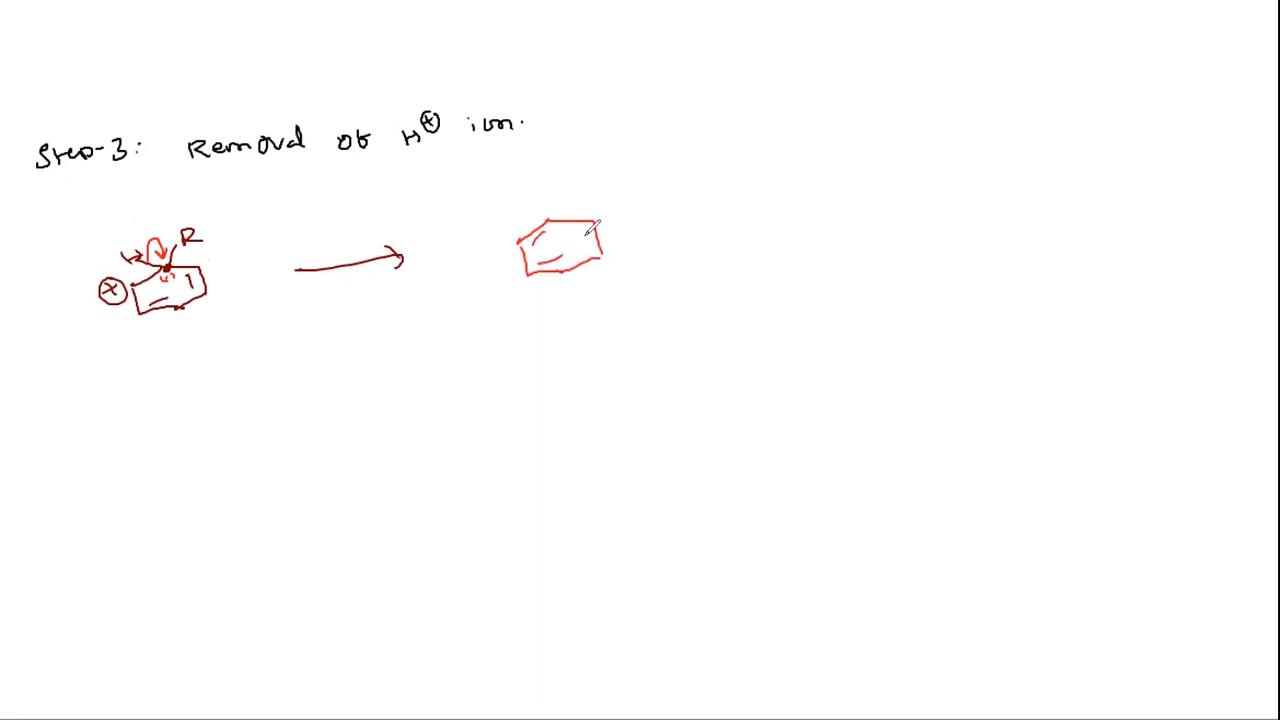 Step-3: Removal of H⊕ ion.
R
H
⊕